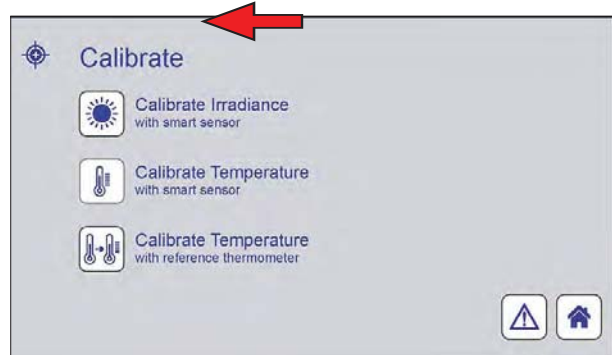 Calibrate
Calibrate Irradiance
with smart sensor
Calibrate Temperature
with smart sensor
Calibrate Temperature
with reference thermometer